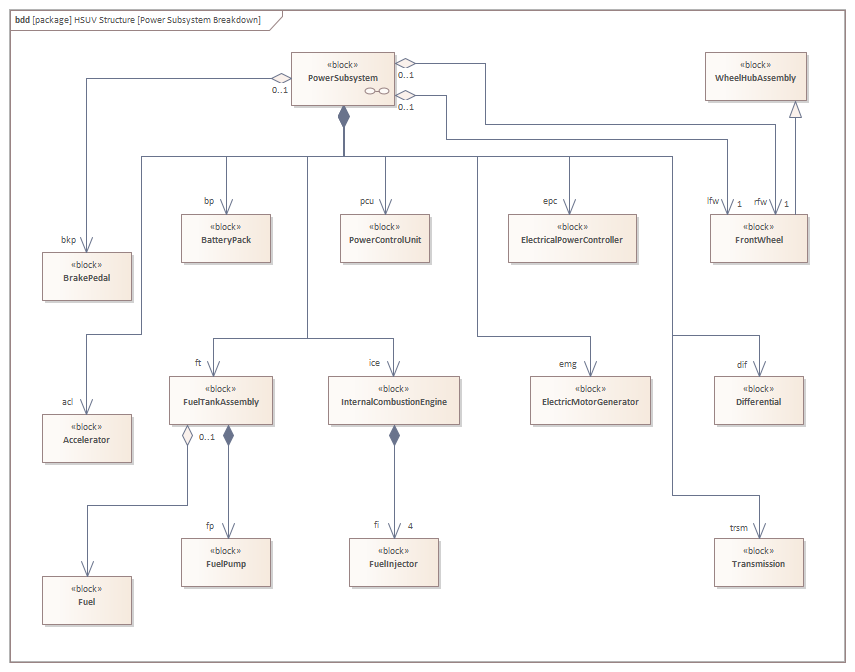 bdd [package] HSUV Structure [Power Subsystem Breakdown]
«block»
PowerSubsystem
0..1
0..1
0..1
«block»
WheelHubAssembly
bkp
«block»
BrakePedal
bp
«block»
BatteryPack
pcu
«block»
PowerControlUnit
epc
«block»
ElectricalPowerController
lfw 1
rfw 1
«block»
FrontWheel
acl
«block»
Accelerator
ft
«block»
FuelTankAssembly
0..1
ice
«block»
InternalCombustionEngine
emg
«block»
ElectricMotorGenerator
dif
«block»
Differential
fp
«block»
FuelPump
fi 4
«block»
FuelInjector
trsm
«block»
Transmission
«block»
Fuel